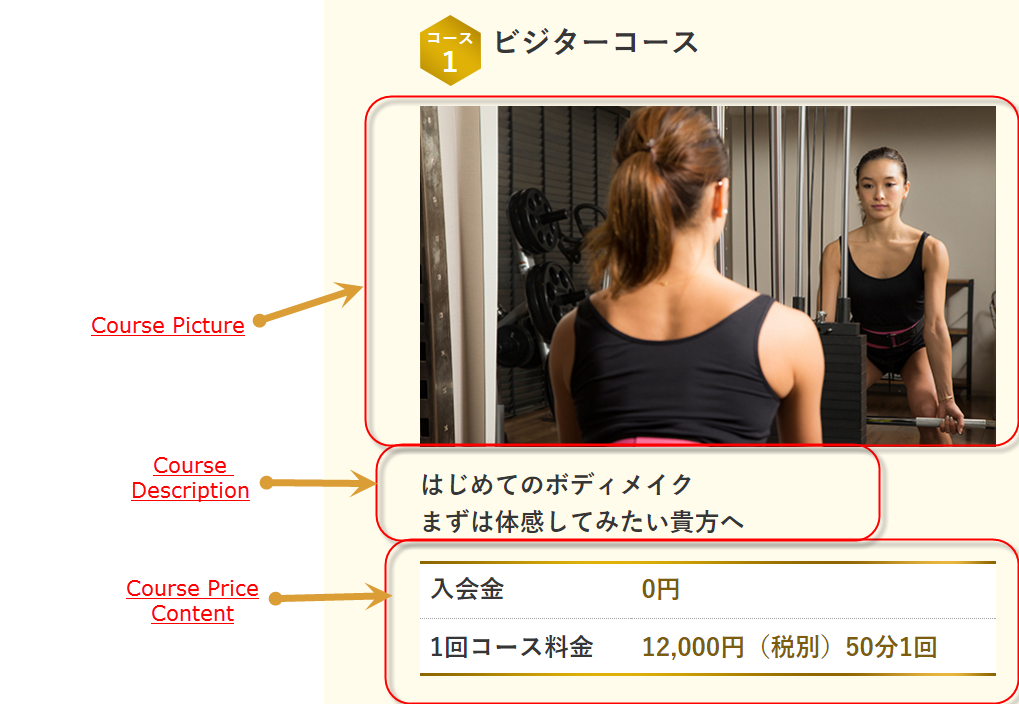 コース
1
ビジターコース
Course Picture
Course
Description
はじめてのボディメイク
まずは体感してみたい貴方へ
Course Price
Content
入会金 0円
1回コース料金 12,000円（税別）50分1回